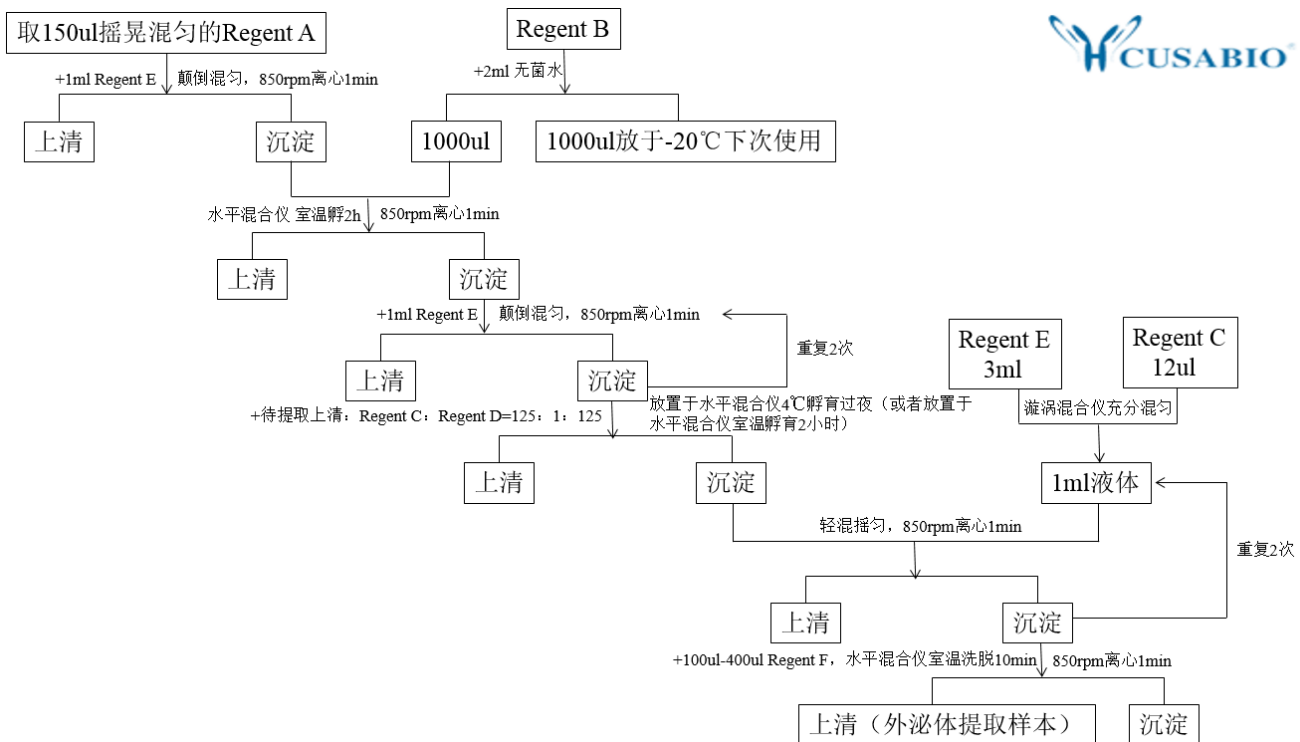 取150ul摇晃混匀的Regent A
Regent B
CUSABIO
+1ml Regent E
颠倒混匀，850rpm离心1min
+2ml 无菌水
上清
沉淀
1000ul
1000ul放于-20℃下次使用
水平混合仪 室温孵2h
850rpm离心1min
上清
沉淀
+1ml Regent E
颠倒混匀，850rpm离心1min
重复2次
Regent E
3ml
Regent C
12ul
上清
沉淀
+待提取上清：Regent C：Regent D=125：1：125
放置于水平混合仪4℃孵育过夜（或者放置于
水平混合仪室温孵育2小时）
漩涡混合仪充分混匀
上清
沉淀
1ml液体
轻混摇匀，850rpm离心1min
重复2次
上清
沉淀
+100ul-400ul Regent F，水平混合仪室温洗脱10min
850rpm离心1min
上清（外泌体提取样本）
沉淀